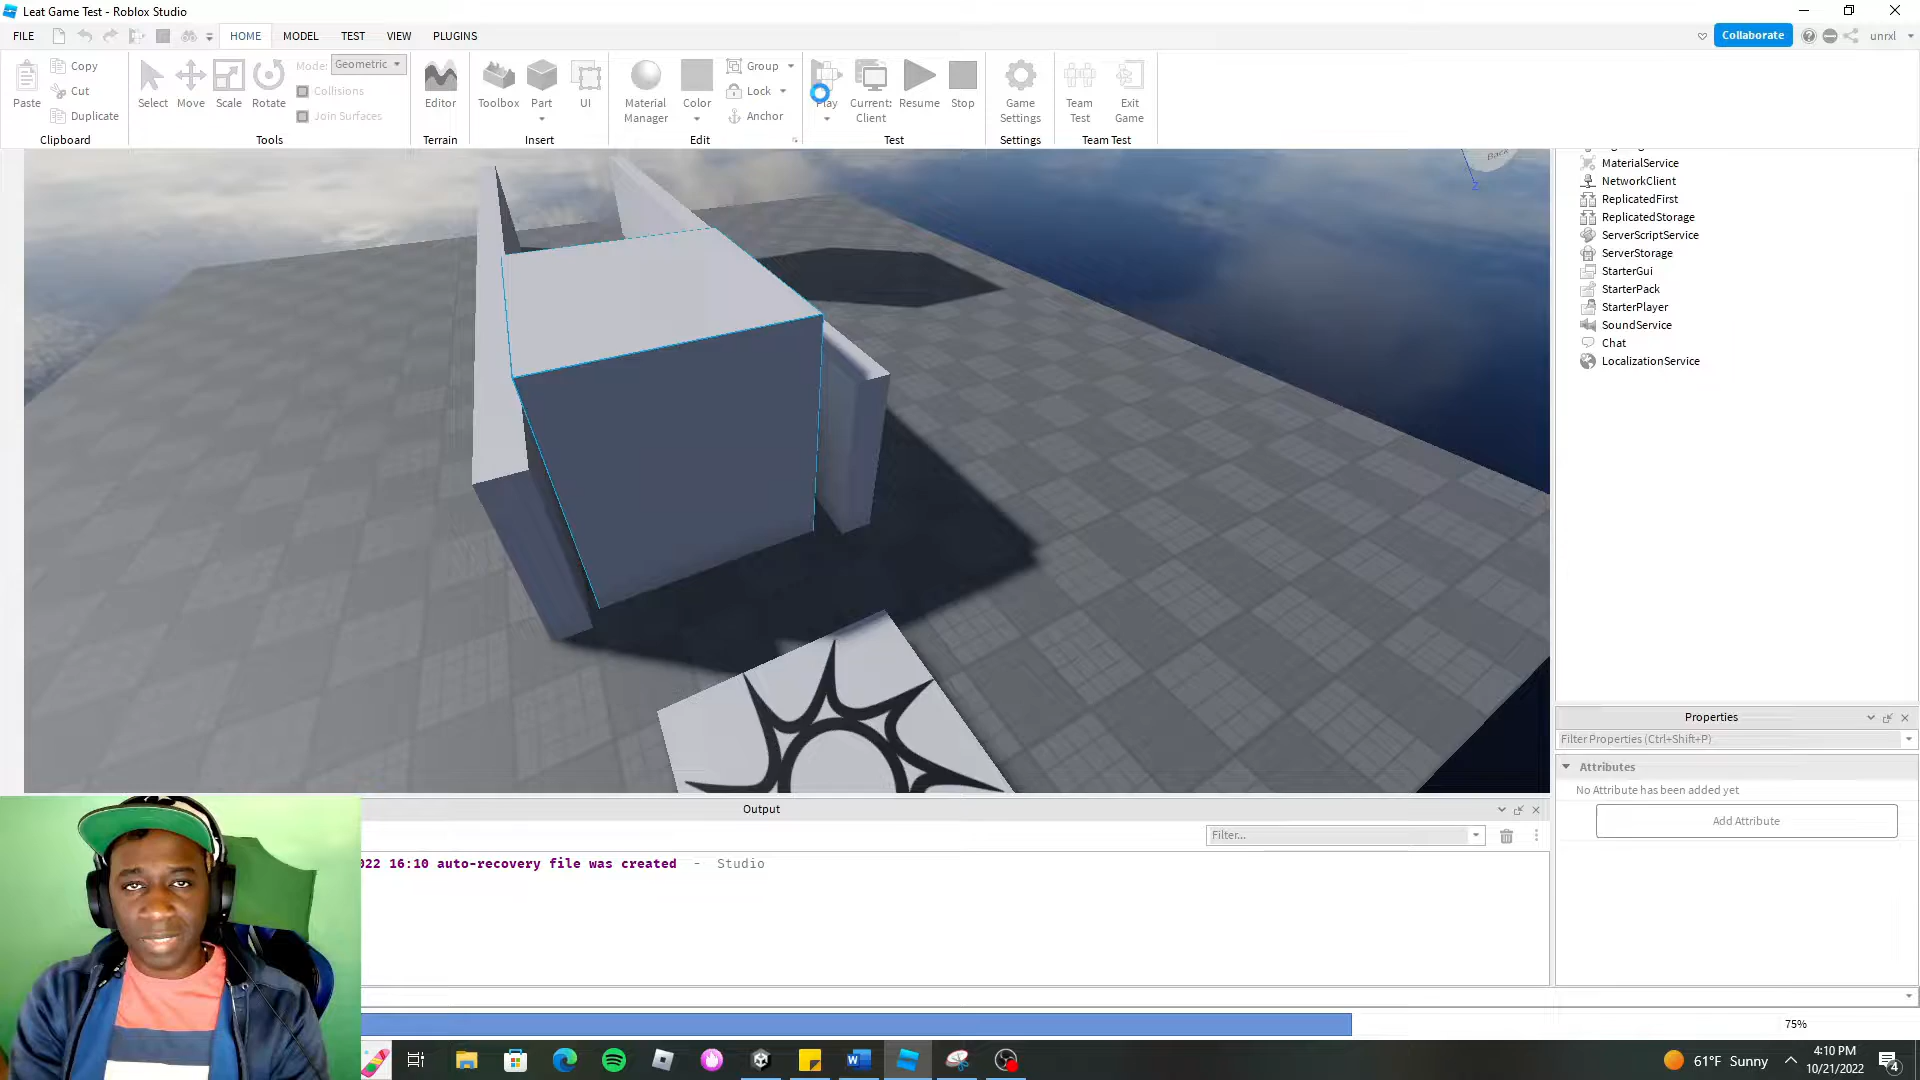 Leat Game Test - Roblox Studio
FILE
HOME
MODEL
TEST
VIEW
PLUGINS
Collaborate
unrxl
Paste
Copy
Cut
Duplicate
Clipboard
Select
Move
Scale
Rotate
Mode:
Geometric
Collisions
Join Surfaces
Tools
Editor
Terrain
Toolbox
Part
UI
Insert
Material
Manager
Color
Group
Lock
Anchor
Edit
Play
Current:
Client
Resume
Stop
Test
Game
Settings
Settings
Team
Test
Exit
Game
Team Test
Back
Z
MaterialService
NetworkClient
ReplicatedFirst
ReplicatedStorage
ServerScriptService
ServerStorage
StarterGui
StarterPack
StarterPlayer
SoundService
Chat
LocalizationService
Properties
Filter Properties (Ctrl+Shift+P)
Attributes
No Attribute has been added yet
Add Attribute
Output
Filter...
022 16:10 auto-recovery file was created - Studio
75%
61°F Sunny
4:10 PM
10/21/2022
4